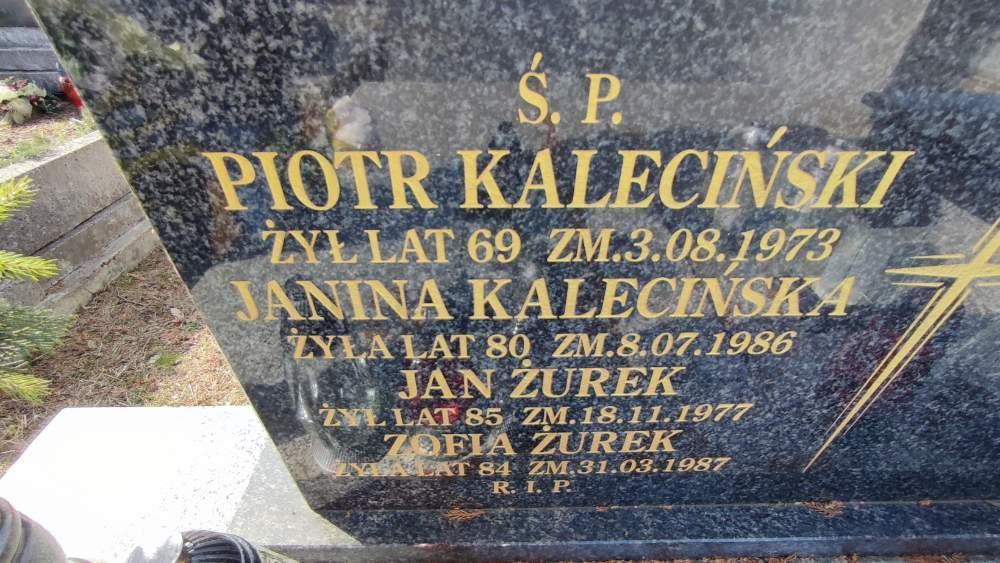 Ś. P.
PIOTR KALECIŃSKI
ŻYŁ LAT 69 ZM.3.08.1973
JANINA KALECIŃSKA
ŻYŁA LAT 80 ZM.8.07.1986
JAN ŻUREK
ŻYŁ LAT 85 ZM.18.11.1977
ZOFIA ŻUREK
ŻYŁA LAT 84 ZM.31.03.1987
R. I. P.